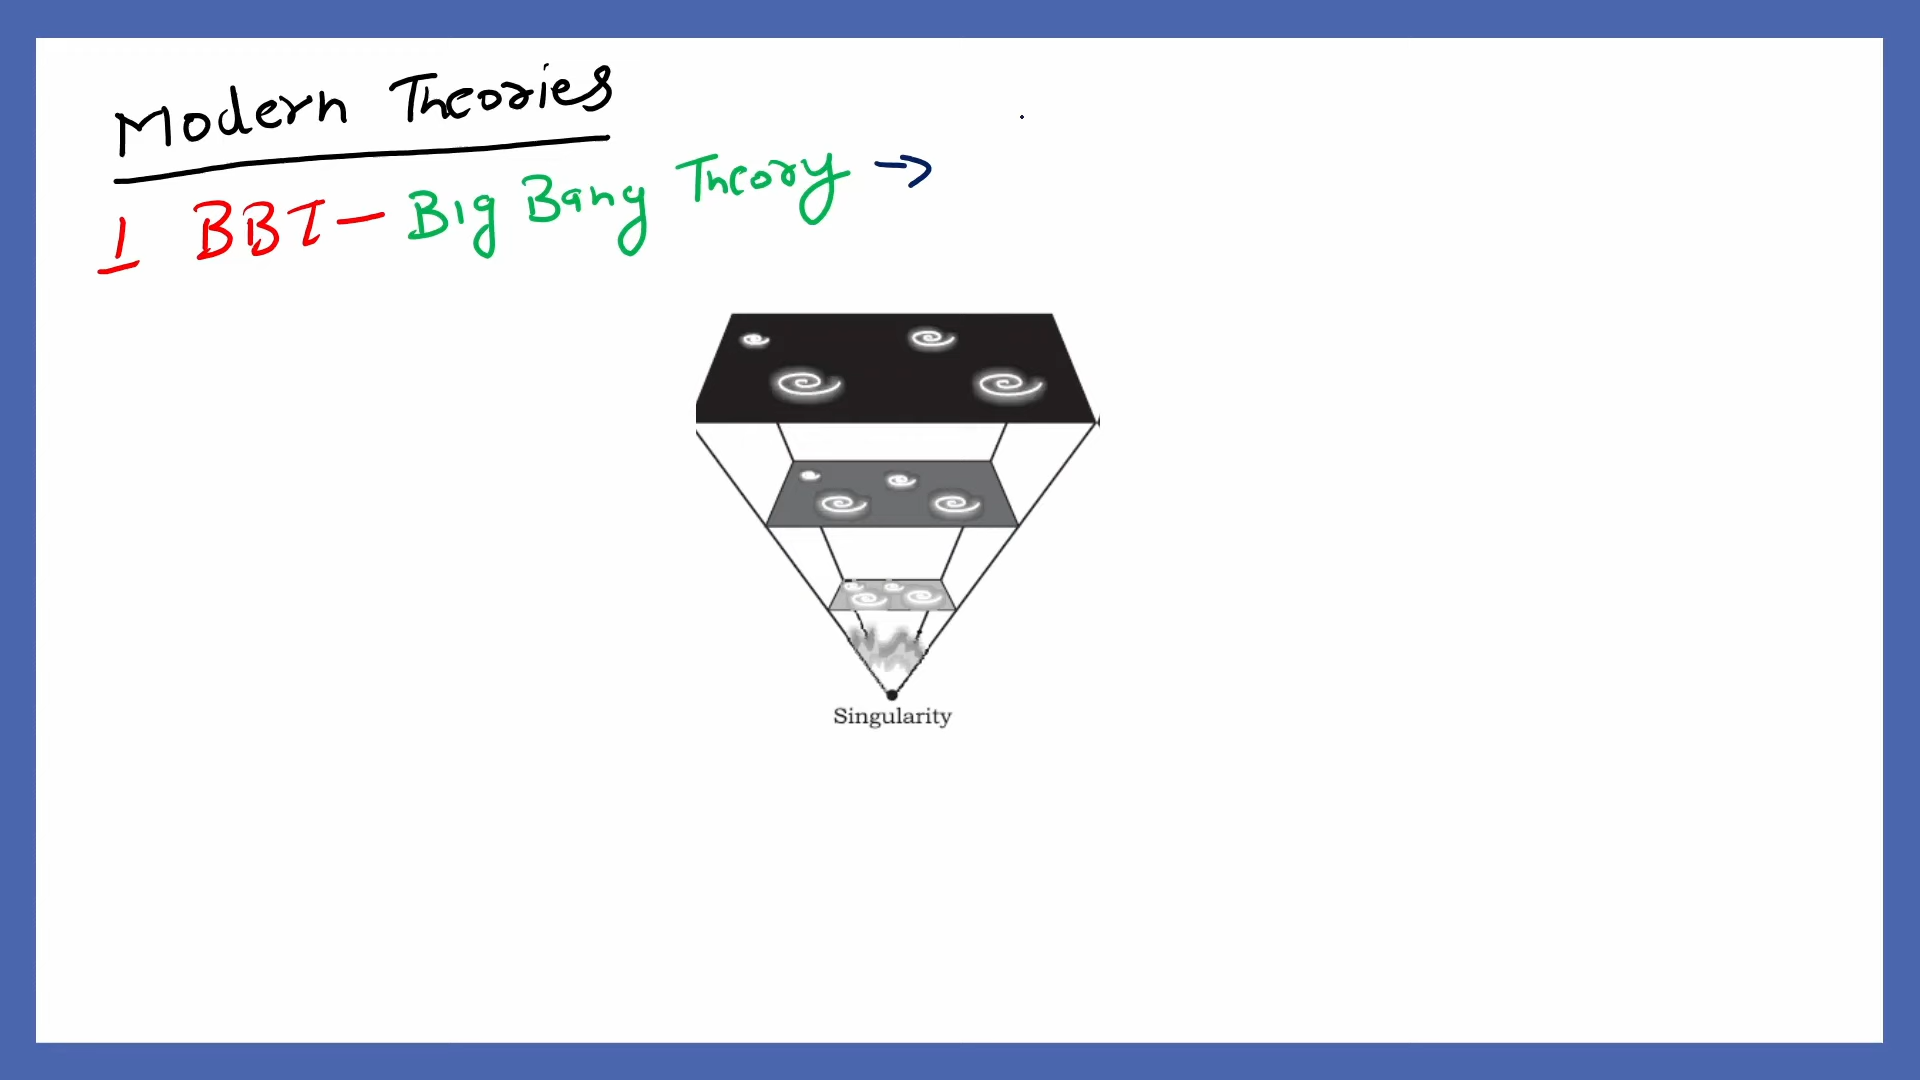 Modern Theories
1 BBT - Big Bang Theory →
Singularity